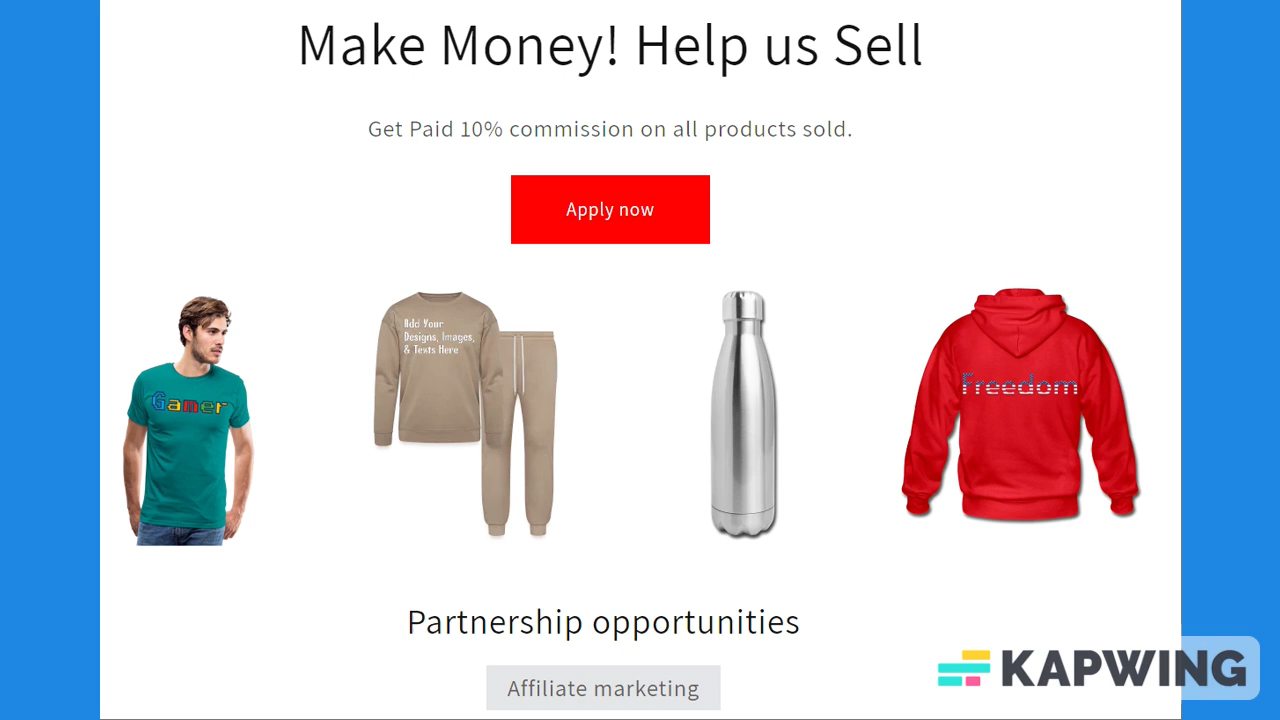 Make Money! Help us Sell
Get Paid 10% commission on all products sold.
Apply now
Gamer
Add Your
Designs, Images,
& Texts Here
Freedom
Partnership opportunities
Affiliate marketing
KAPWING